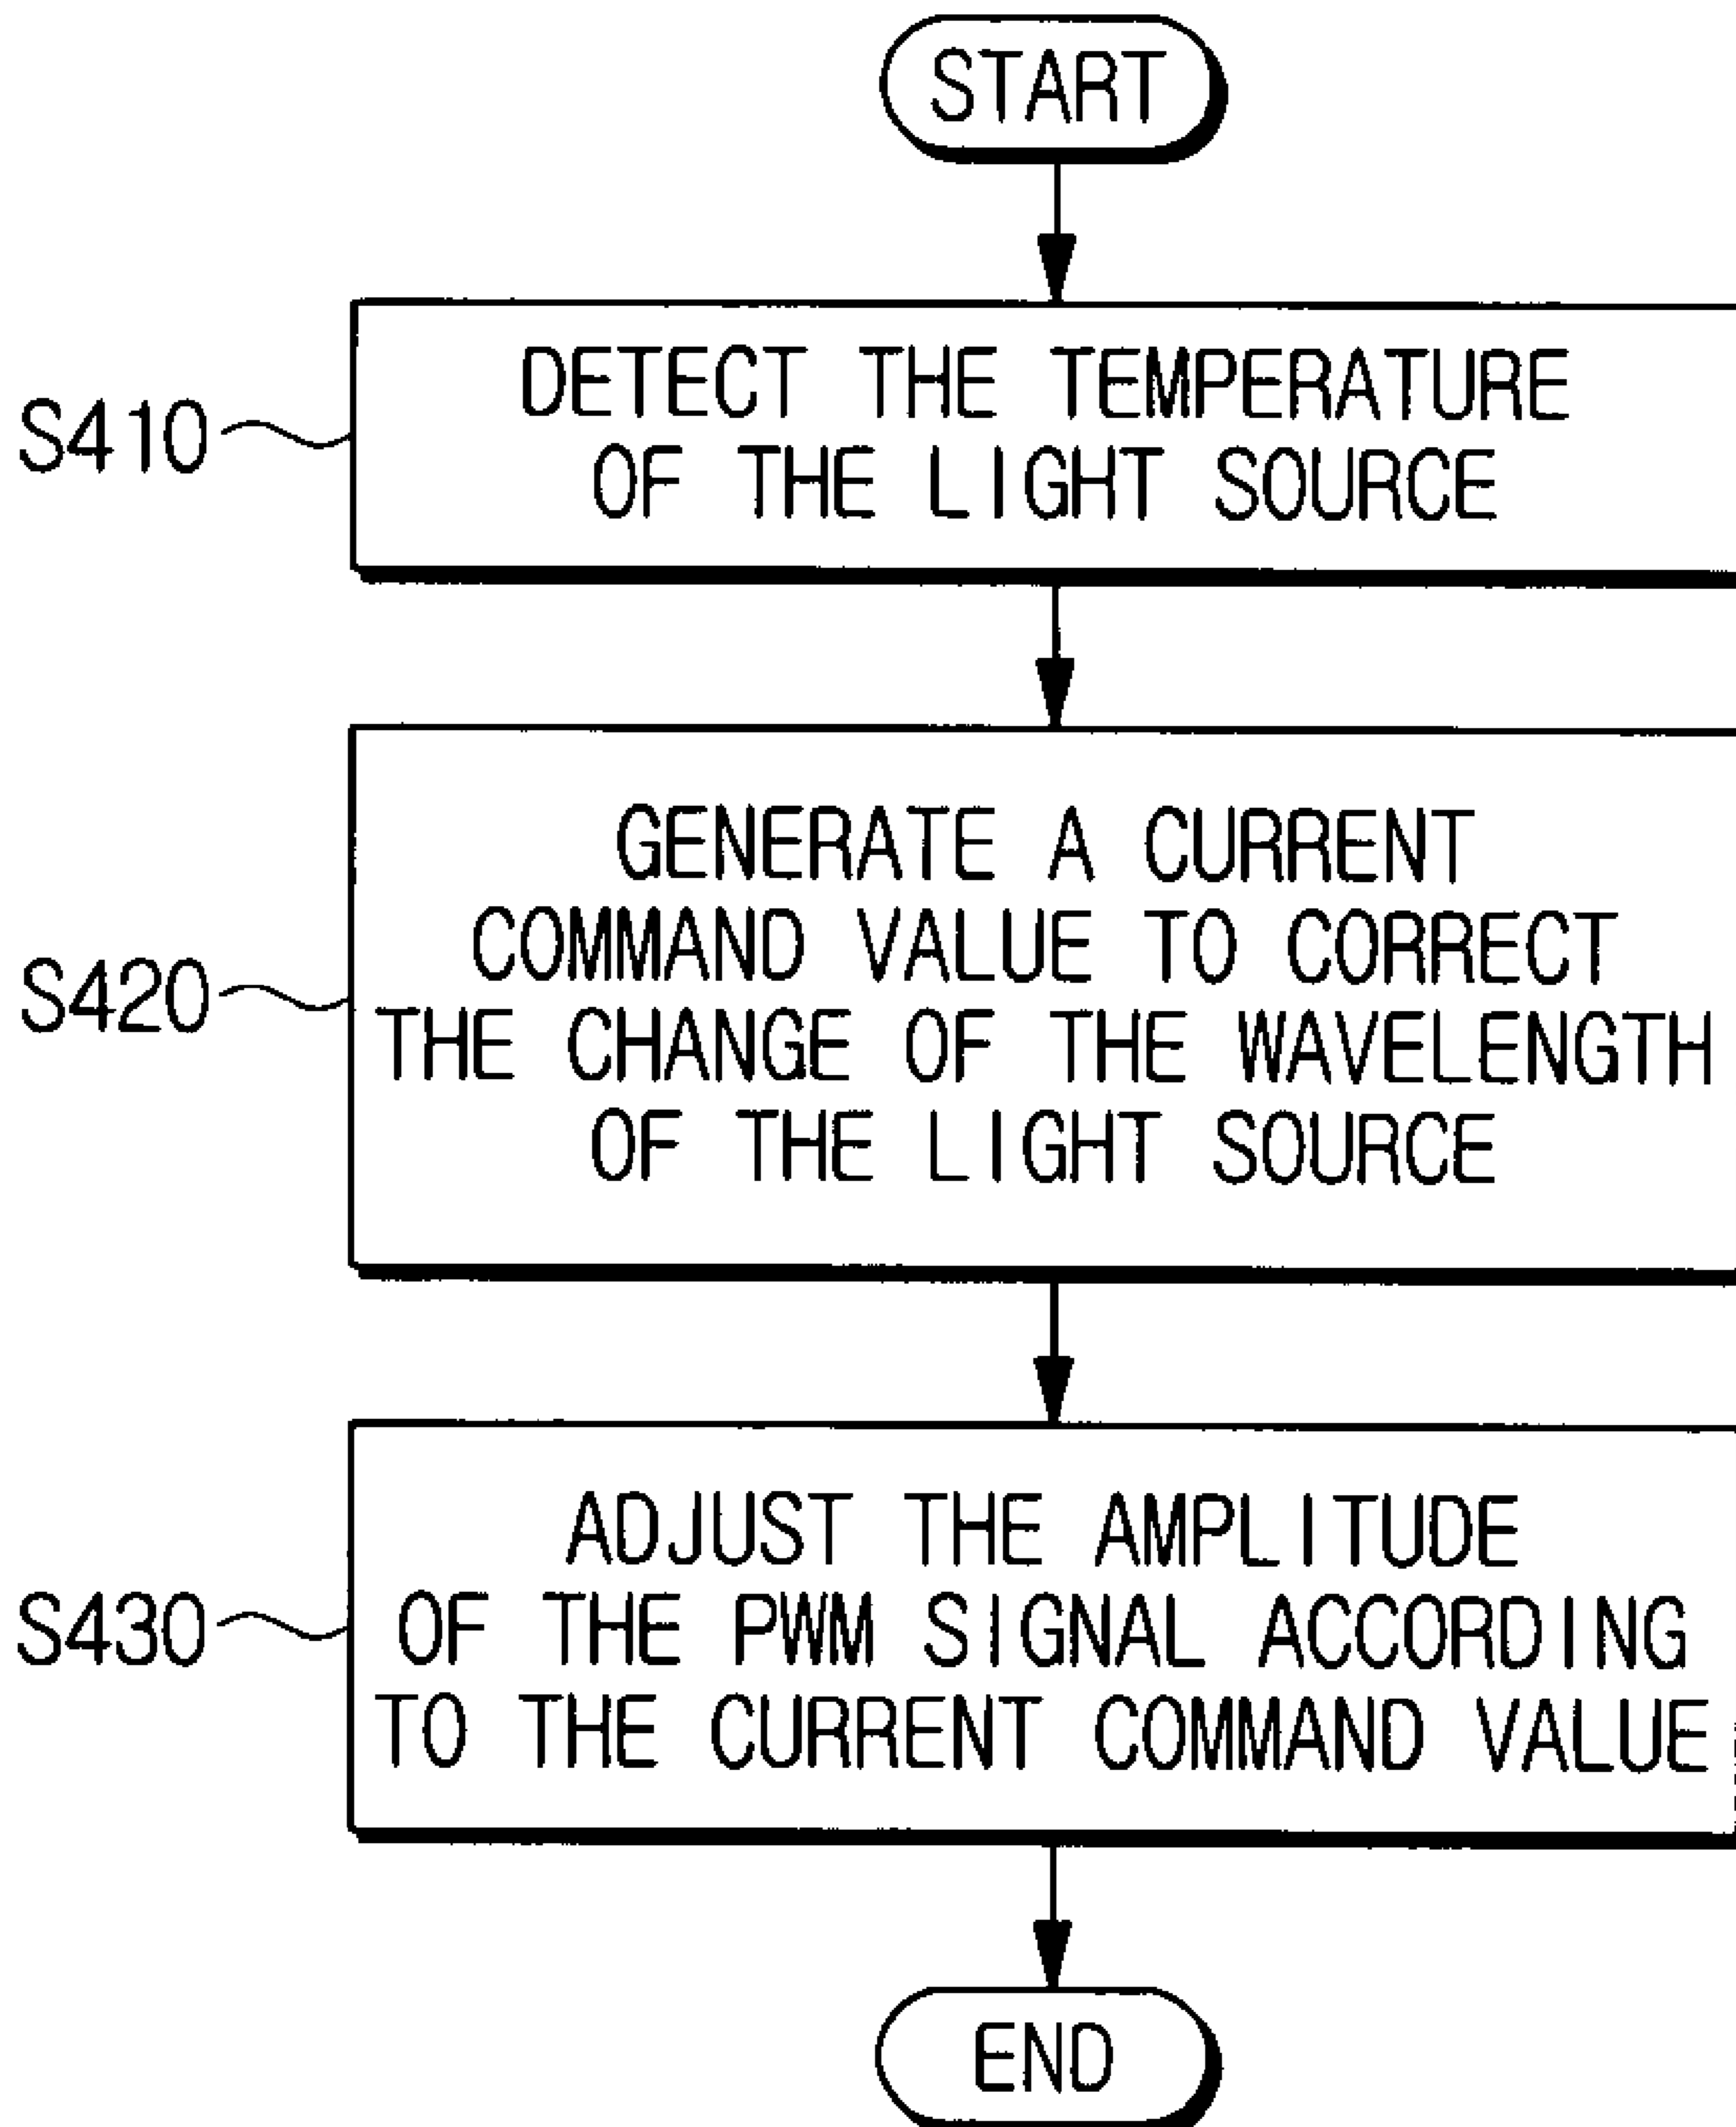 START
S410
DETECT THE TEMPERATURE
OF THE LIGHT SOURCE
S420
GENERATE A CURRENT
COMMAND VALUE TO CORRECT
THE CHANGE OF THE WAVELENGTH
OF THE LIGHT SOURCE
S430
ADJUST THE AMPLITUDE
OF THE PWM SIGNAL ACCORDING
TO THE CURRENT COMMAND VALUE
END